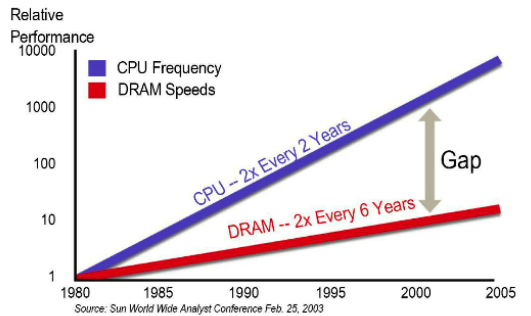 Relative
Performance
10000
1000
100
10
1
CPU Frequency
DRAM Speeds
CPU -- 2x Every 2 Years
Gap
DRAM -- 2x Every 6 Years
1980 1985 1990 1995 2000 2005
Source: Sun World Wide Analyst Conference Feb. 25, 2003